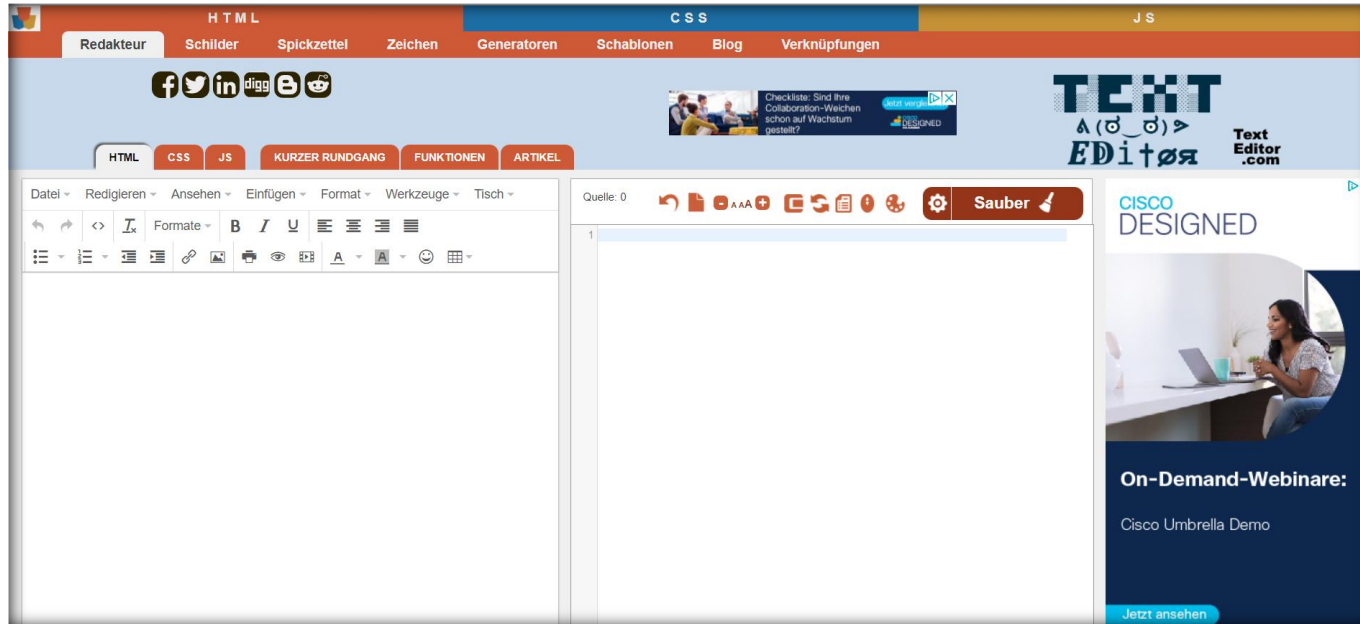 HTML CSS JS
Redakteur Schilder Spickzettel Zeichen Generatoren Schablonen Blog Verknüpfungen
digg
Checkliste: Sind Ihre
Collaboration-Weichen
schon auf Wachstum
gestellt?
DESIGNED
TEXT
EDitøя
Text
Editor
.com
HTML CSS JS KURZER RUNDGANG FUNKTIONEN ARTIKEL
Datei Redigieren Ansehen Einfügen Format Werkzeuge Tisch
Formate B I U
A A
Quelle: 0
A A A
Sauber
1
CISCO
DESIGNED
On-Demand-Webinare:
Cisco Umbrella Demo
Jetzt ansehen